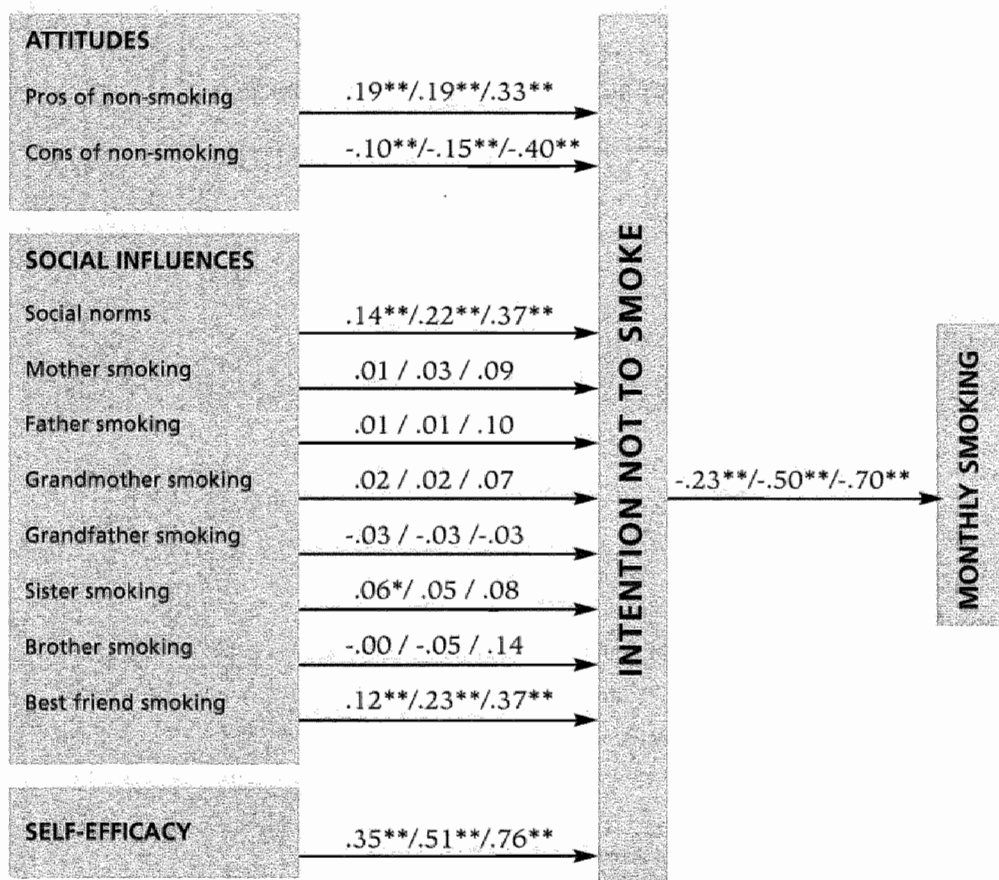 ATTITUDES
Pros of non-smoking
.19**/.19**/.33**
Cons of non-smoking
-.10**/-.15**/-.40**
SOCIAL INFLUENCES
Social norms
.14**/.22**/.37**
Mother smoking
.01 / .03 / .09
Father smoking
.01 / .01 / .10
Grandmother smoking
.02 / .02 / .07
Grandfather smoking
-.03 / -.03 /-.03
Sister smoking
.06*/ .05 / .08
Brother smoking
-.00 / -.05 / .14
Best friend smoking
.12**/.23**/.37**
SELF-EFFICACY
.35**/.51**/.76**
INTENTION NOT TO SMOKE
-.23**/-.50**/-.70**
MONTHLY SMOKING